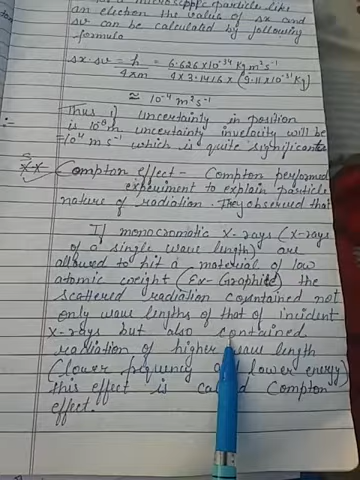 microscopic particle like
an electron the value of Δx and
Δv can be calculated by following
formula
Δx.Δv = h/4πm = 6.626×10⁻³⁴ Kg m²s⁻¹ / 4×3.1416×(9.11×10⁻³¹ Kg)
≅ 10⁻⁴ m²s⁻¹
Thus if uncertainty in position
is 10⁻⁸ m uncertainty in velocity will be
=10⁴ ms⁻¹ which is quite significant
Compton effect - Compton performed
experiment to explain particle
nature of radiation. They observed that
If monocromatic x-rays (x-rays
of a single wave length) are
allowed to hit a material of low
atomic weight (Ex-Graphite) the
scattered radiation countained not
only wave lengths of that of incident
x-rays but also contained
radiation of higher wave length
(lower frequency and lower energy)
this effect is called Compton
effect.